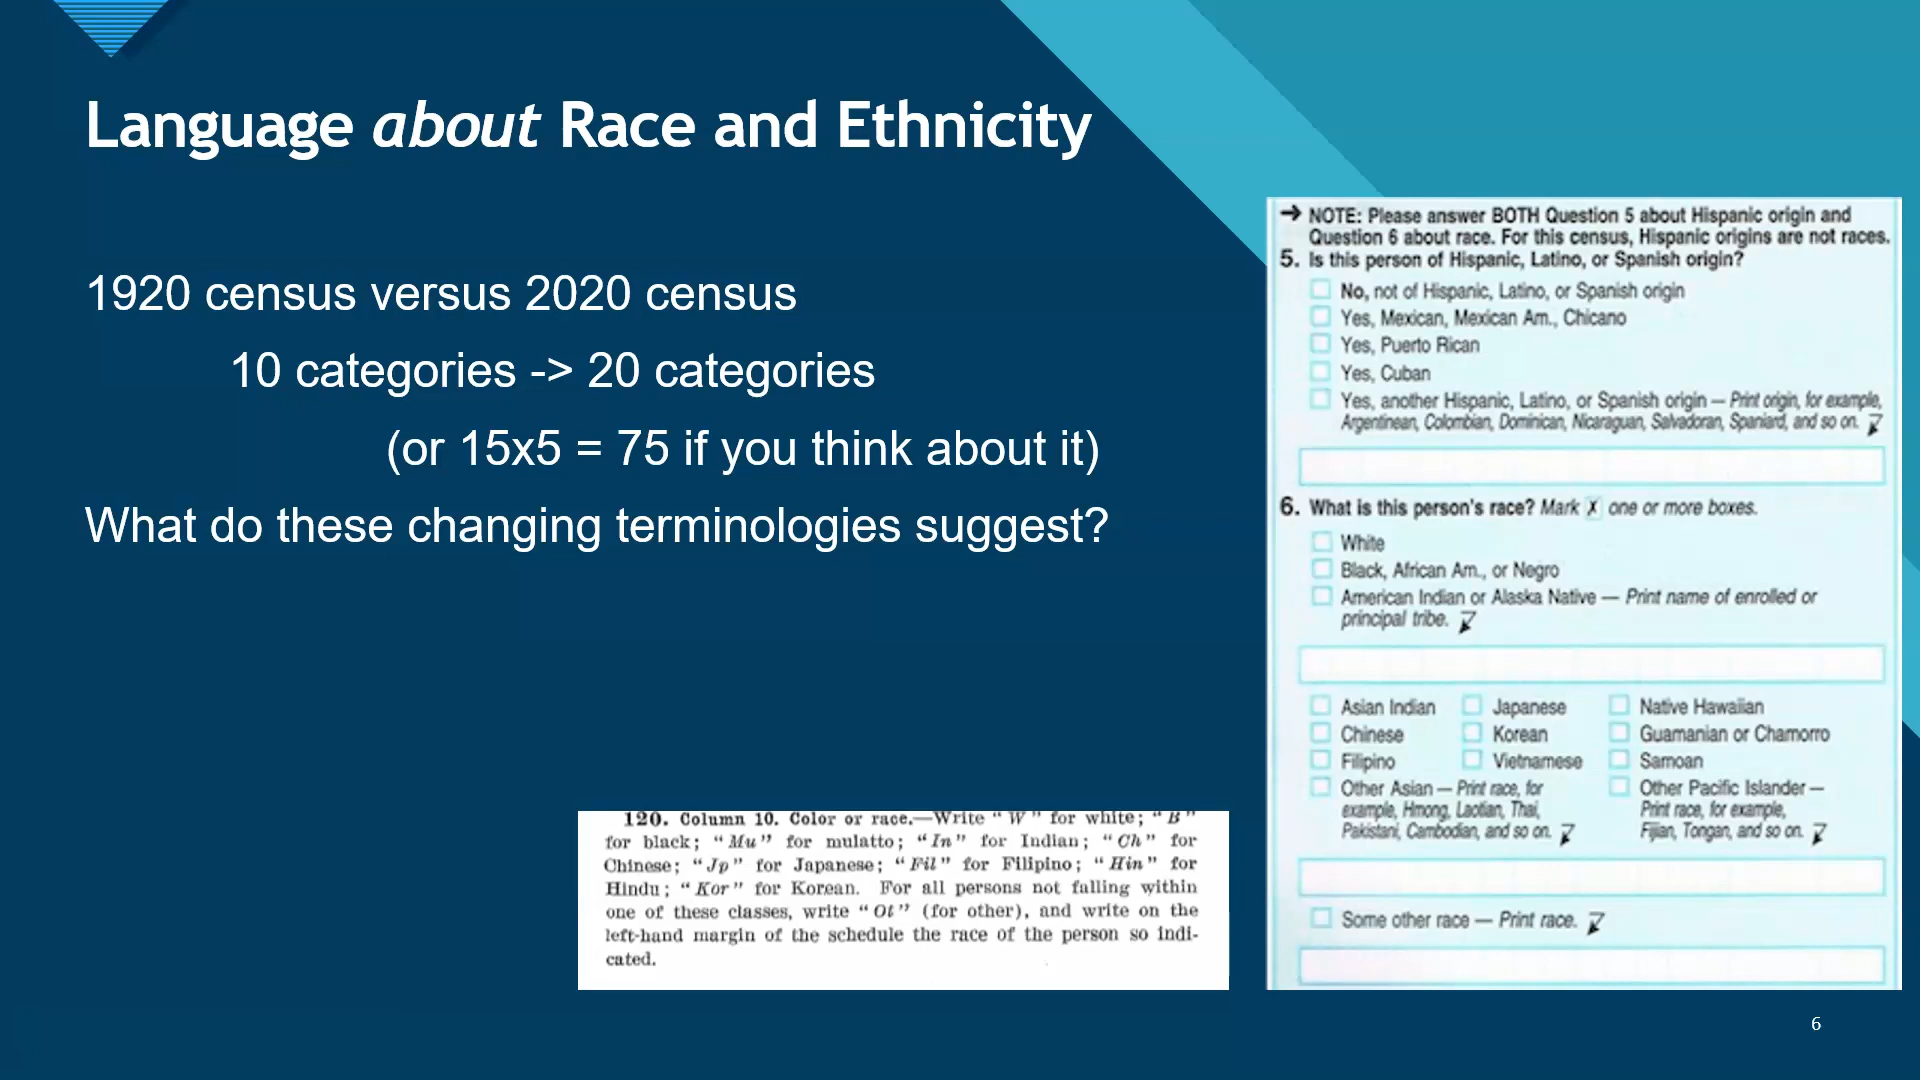 Language about Race and Ethnicity
1920 census versus 2020 census
10 categories -> 20 categories
(or 15x5 = 75 if you think about it)
What do these changing terminologies suggest?
120. Column 10. Color or race.—Write “W” for white; “B”
for black; “Mu” for mulatto; “In” for Indian; “Ch” for
Chinese; “Jp” for Japanese; “Fil” for Filipino; “Hin” for
Hindu; “Kor” for Korean. For all persons not falling within
one of these classes, write “Ot” (for other), and write on the
left-hand margin of the schedule the race of the person so indi-
cated.
→ NOTE: Please answer BOTH Question 5 about Hispanic origin and
Question 6 about race. For this census, Hispanic origins are not races.
5. Is this person of Hispanic, Latino, or Spanish origin?
No, not of Hispanic, Latino, or Spanish origin
Yes, Mexican, Mexican Am., Chicano
Yes, Puerto Rican
Yes, Cuban
Yes, another Hispanic, Latino, or Spanish origin — Print origin, for example,
Argentinean, Colombian, Dominican, Nicaraguan, Salvadoran, Spaniard, and so on.
6. What is this person's race? Mark X one or more boxes.
White
Black, African Am., or Negro
American Indian or Alaska Native — Print name of enrolled or
principal tribe.
Asian Indian
Japanese
Native Hawaiian
Chinese
Korean
Guamanian or Chamorro
Filipino
Vietnamese
Samoan
Other Asian — Print race, for
example, Hmong, Laotian, Thai,
Pakistani, Cambodian, and so on.
Other Pacific Islander —
Print race, for example,
Fijian, Tongan, and so on.
Some other race — Print race.
6